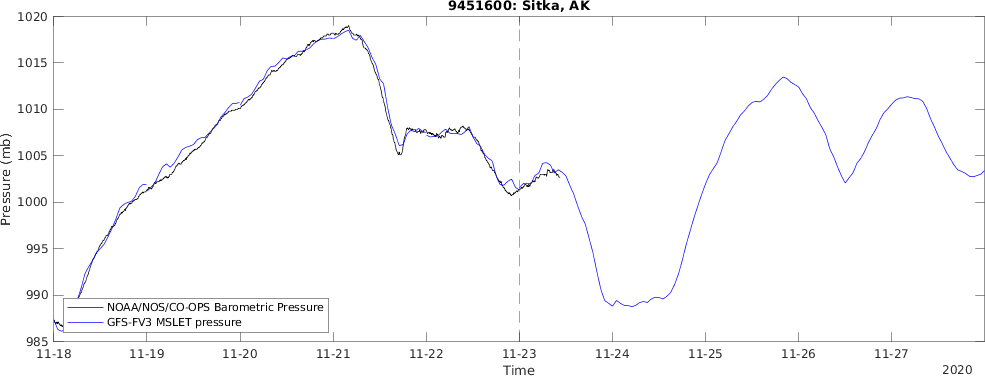 9451600: Sitka, AK
1020
1015
1010
1005
1000
995
990
985
Pressure (mb)
NOAA/NOS/CO-OPS Barometric Pressure
GFS-FV3 MSLET pressure
11-18 11-19 11-20 11-21 11-22 11-23 11-24 11-25 11-26 11-27
Time
2020